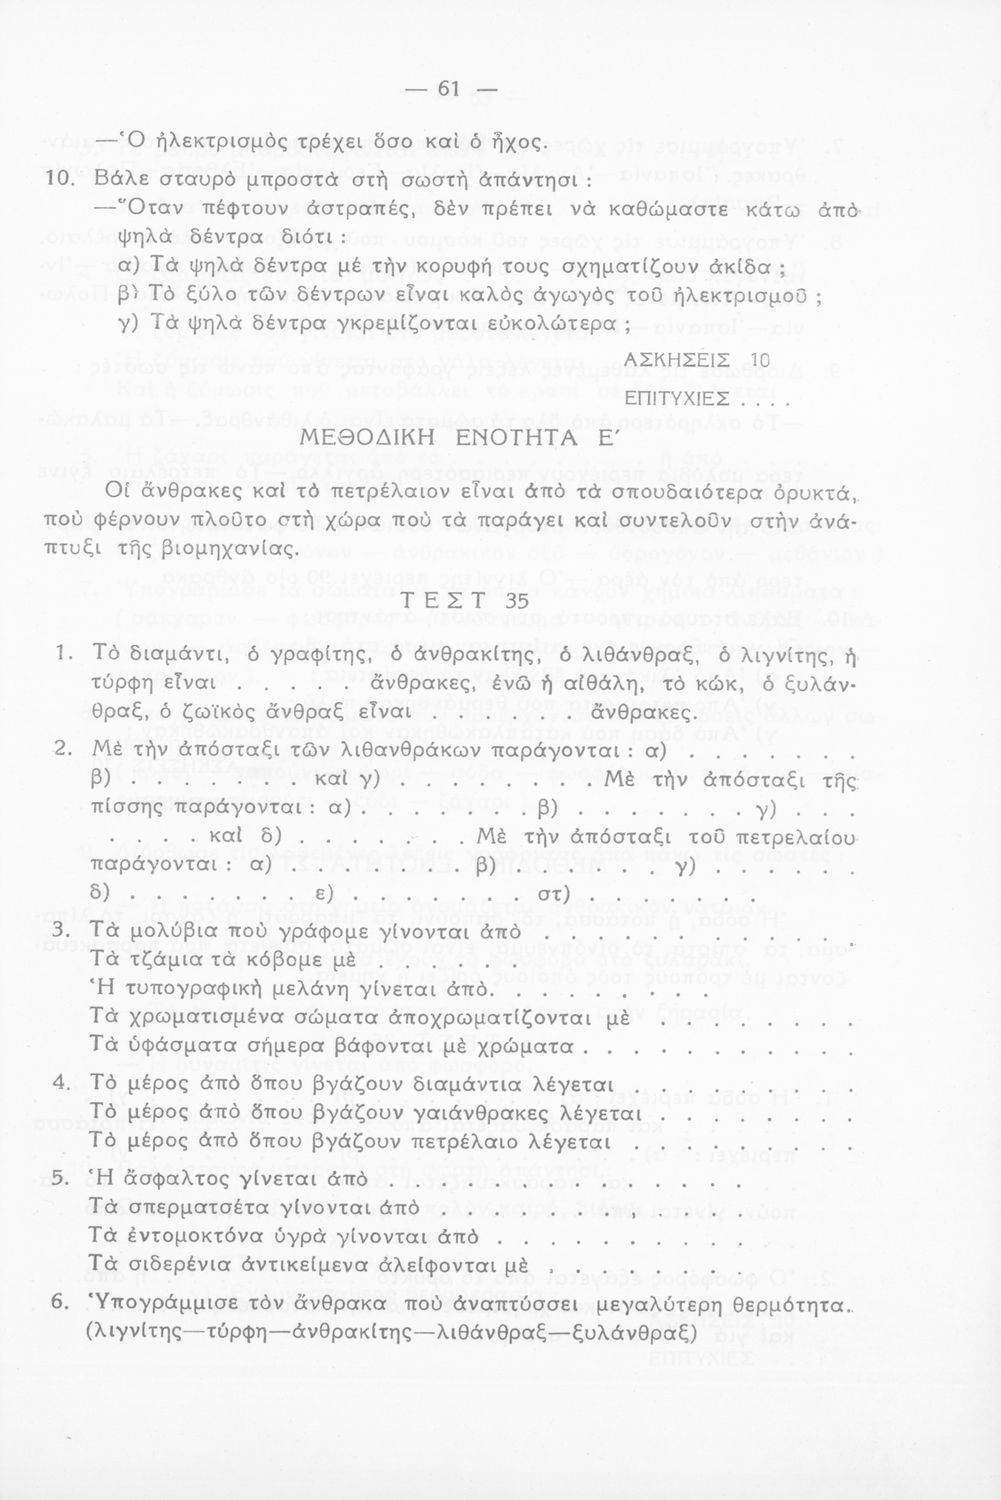 — 61 —
—Ὁ ἠλεκτρισμὸς τρέχει ὅσο καὶ ὁ ἦχος.
10. Βάλε σταυρὸ μπροστὰ στὴ σωστὴ ἀπάντησι :
—Ὅταν πέφτουν ἀστραπές, δὲν πρέπει νὰ καθώμαστε κάτω ἀπὸ
ψηλὰ δέντρα διότι :
α) Τὰ ψηλὰ δέντρα μὲ τὴν κορυφή τους σχηματίζουν ἀκίδα ;
β) Τὸ ξύλο τῶν δέντρων εἶναι καλὸς ἀγωγὸς τοῦ ἠλεκτρισμοῦ ;
γ) Τὰ ψηλὰ δέντρα γκρεμίζονται εὐκολώτερα ;
ΑΣΚΗΣΕΙΣ 10
ΕΠΙΤΥΧΙΕΣ . . . .
ΜΕΘΟΔΙΚΗ ΕΝΟΤΗΤΑ Ε΄
Οἱ ἄνθρακες καὶ τὸ πετρέλαιον εἶναι ἀπὸ τὰ σπουδαιότερα ὀρυκτά,
ποὺ φέρνουν πλοῦτο στὴ χώρα ποὺ τὰ παράγει καὶ συντελοῦν στὴν ἀνά-
πτυξι τῆς βιομηχανίας.
ΤΕΣΤ 35
1. Τὸ διαμάντι, ὁ γραφίτης, ὁ ἀνθρακίτης, ὁ λιθάνθραξ, ὁ λιγνίτης, ἡ
τύρφη εἶναι . . . . . ἄνθρακες, ἐνῶ ἡ αἰθάλη, τὸ κώκ, ὁ ξυλάν-
θραξ, ὁ ζωϊκὸς ἄνθραξ εἶναι . . . . . . ἄνθρακες.
2. Μὲ τὴν ἀπόσταξι τῶν λιθανθράκων παράγονται : α) . . . . . . .
β) . . . . . . . καὶ γ) . . . . . . . . Μὲ τὴν ἀπόσταξι τῆς
πίσσης παράγονται : α) . . . . . . . β) . . . . . . . γ) . . .
. . . . καὶ δ) . . . . . . . Μὲ τὴν ἀπόσταξι τοῦ πετρελαίου
παράγονται : α) . . . . . . . β) . . . . . . . γ) . . . . . .
δ) . . . . . . . ε) . . . . . . . . στ) . . . . . . .
3. Τὰ μολύβια ποὺ γράφομε γίνονται ἀπὸ . . . . . . . . .
Τὰ τζάμια τὰ κόβομε μὲ . . . . . . .
Ἡ τυπογραφικὴ μελάνη γίνεται ἀπὸ. . . . . . . . .
Τὰ χρωματισμένα σώματα ἀποχρωματίζονται μὲ . . . . . . . .
Τὰ ὑφάσματα σήμερα βάφονται μὲ χρώματα . . . . . . . . . . .
4. Τὸ μέρος ἀπὸ ὅπου βγάζουν διαμάντια λέγεται . . . . . . . . .
Τὸ μέρος ἀπὸ ὅπου βγάζουν γαιάνθρακες λέγεται . . . . . . . .
Τὸ μέρος ἀπὸ ὅπου βγάζουν πετρέλαιο λέγεται . . . . . . . . .
5. Ἡ ἄσφαλτος γίνεται ἀπὸ . . . . . . . . . . . . . .
Τὰ σπερματσέτα γίνονται ἀπὸ . . . . . . . , . . . .
Τὰ ἐντομοκτόνα ὑγρὰ γίνονται ἀπὸ . . . . . . . . . .
Τὰ σιδερένια ἀντικείμενα ἀλείφονται μὲ , . . . . . . .
6. Ὑπογράμμισε τὸν ἄνθρακα ποὺ ἀναπτύσσει μεγαλύτερη θερμότητα.
(λιγνίτης—τύρφη—ἀνθρακίτης—λιθάνθραξ—ξυλάνθραξ)